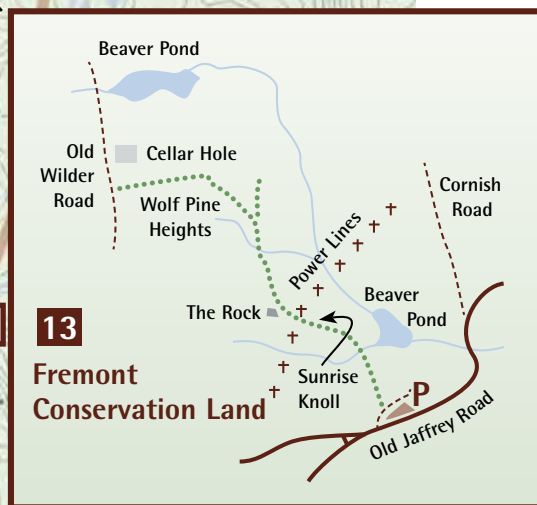 Beaver Pond
Old
Wilder
Road
Cellar Hole
Cornish
Road
Wolf Pine
Heights
Power Lines
The Rock
Beaver
Pond
13
Fremont
Conservation Land
Sunrise
Knoll
P
Old Jaffrey Road